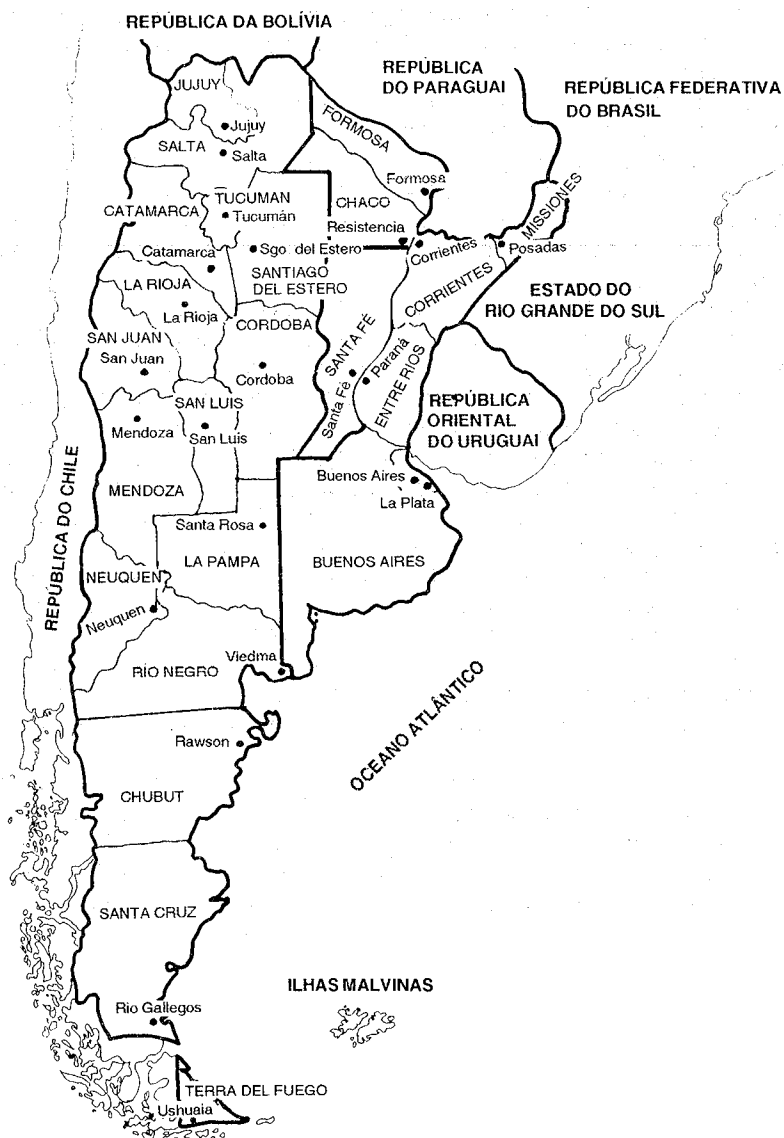 REPÚBLICA DA BOLÍVIA
REPÚBLICA
DO PARAGUAI
REPÚBLICA FEDERATIVA
DO BRASIL
JUJUY
Jujuy
SALTA
Salta
FORMOSA
Formosa
TUCUMAN
Tucumán
CATAMARCA
Catamarca
CHACO
Resistencia
MISSIONES
Posadas
Corrientes
CORRIENTES
Sgo. del Estero
SANTIAGO
DEL ESTERO
LA RIOJA
La Rioja
ESTADO DO
RIO GRANDE DO SUL
SAN JUAN
San Juan
CORDOBA
Cordoba
SANTA FÉ
Santa Fé
Paraná
ENTRE RIOS
REPÚBLICA
ORIENTAL
DO URUGUAI
SAN LUIS
San Luis
Mendoza
MENDOZA
REPÚBLICA DO CHILE
Buenos Aires
La Plata
BUENOS AIRES
Santa Rosa
LA PAMPA
NEUQUEN
Neuquen
Viedma
RÍO NEGRO
OCEANO ATLÂNTICO
Rawson
CHUBUT
SANTA CRUZ
ILHAS MALVINAS
Rio Gallegos
TERRA DEL FUEGO
Ushuaia